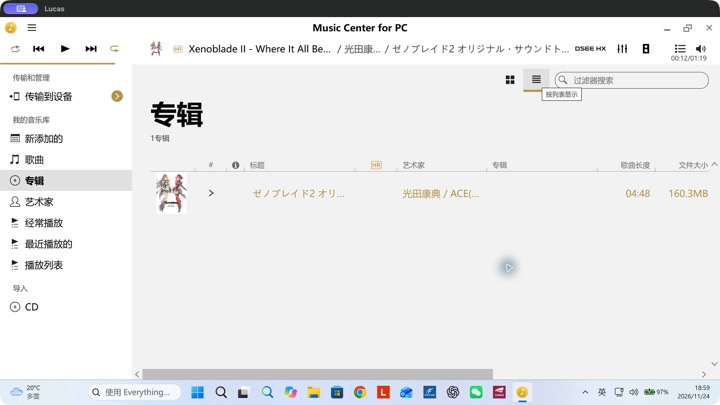 Lucas
Music Center for PC
HR Xenoblade II - Where It All Be... / 光田康... / ゼノブレイド2 オリジナル・サウンドト... DSEE HX
00:12/01:19
传输和管理
传输到设备
我的音乐库
新添加的
歌曲
专辑
艺术家
经常播放
最近播放的
播放列表
导入
CD
过滤器搜索
按列表显示
专辑
1专辑
# 标题 HR 艺术家 专辑 歌曲长度 文件大小
ゼノブレイド2 オリ... 光田康典 / ACE(... 04:48 160.3MB
20°C
多云
使用 Everything...
英
97%
18:59
2026/11/24